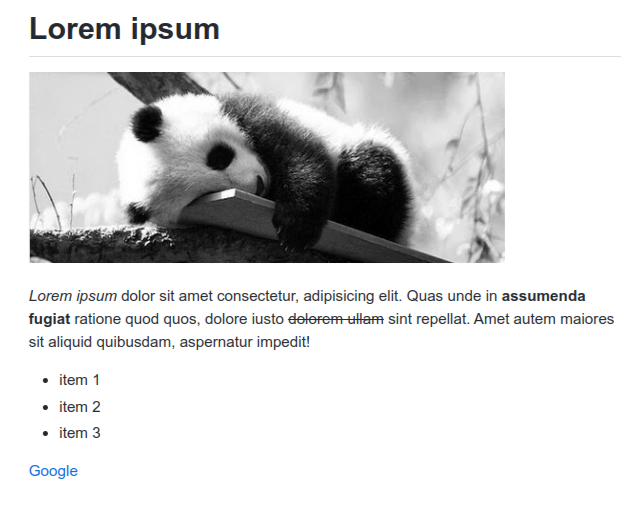 Lorem ipsum
Lorem ipsum dolor sit amet consectetur, adipisicing elit. Quas unde in assumenda
fugiat ratione quod quos, dolore iusto dolorem ullam sint repellat. Amet autem maiores
sit aliquid quibusdam, aspernatur impedit!
• item 1
• item 2
• item 3
Google